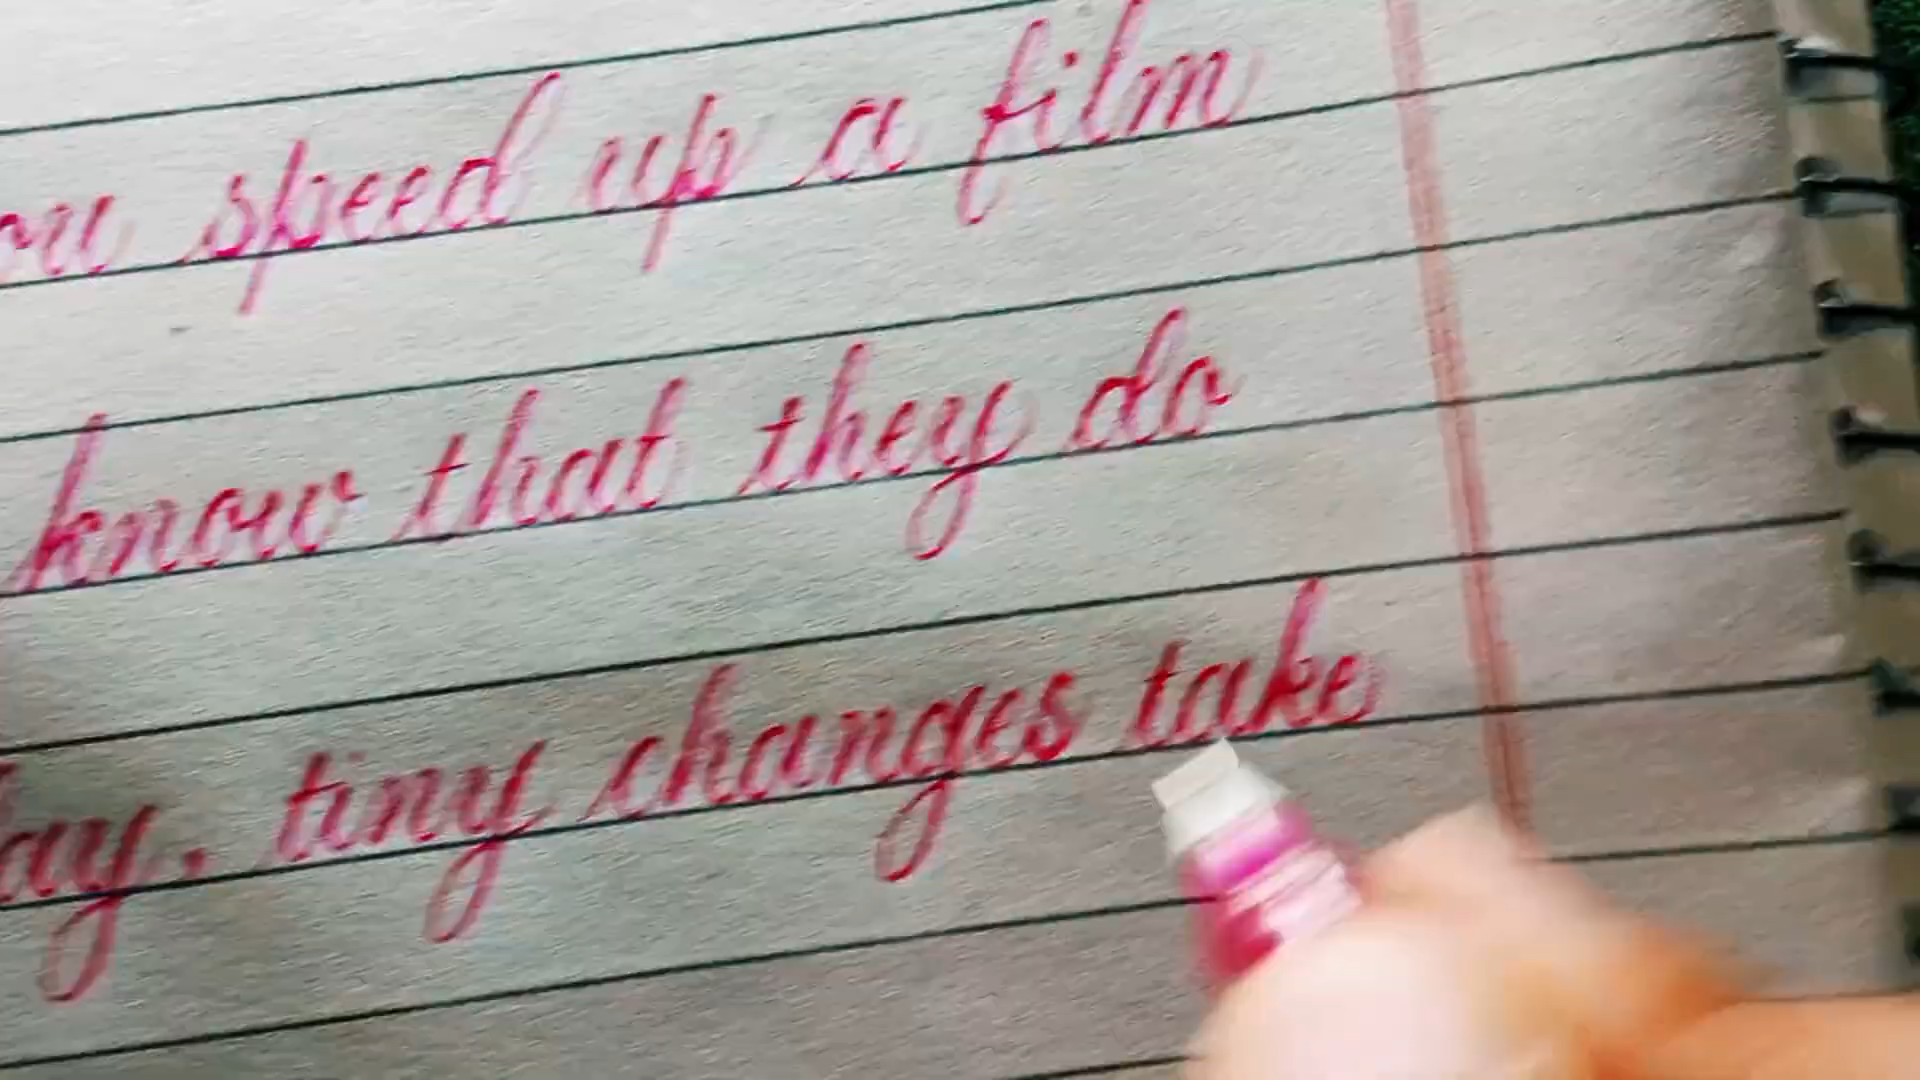 speed up a film
know that they do
tiny changes take